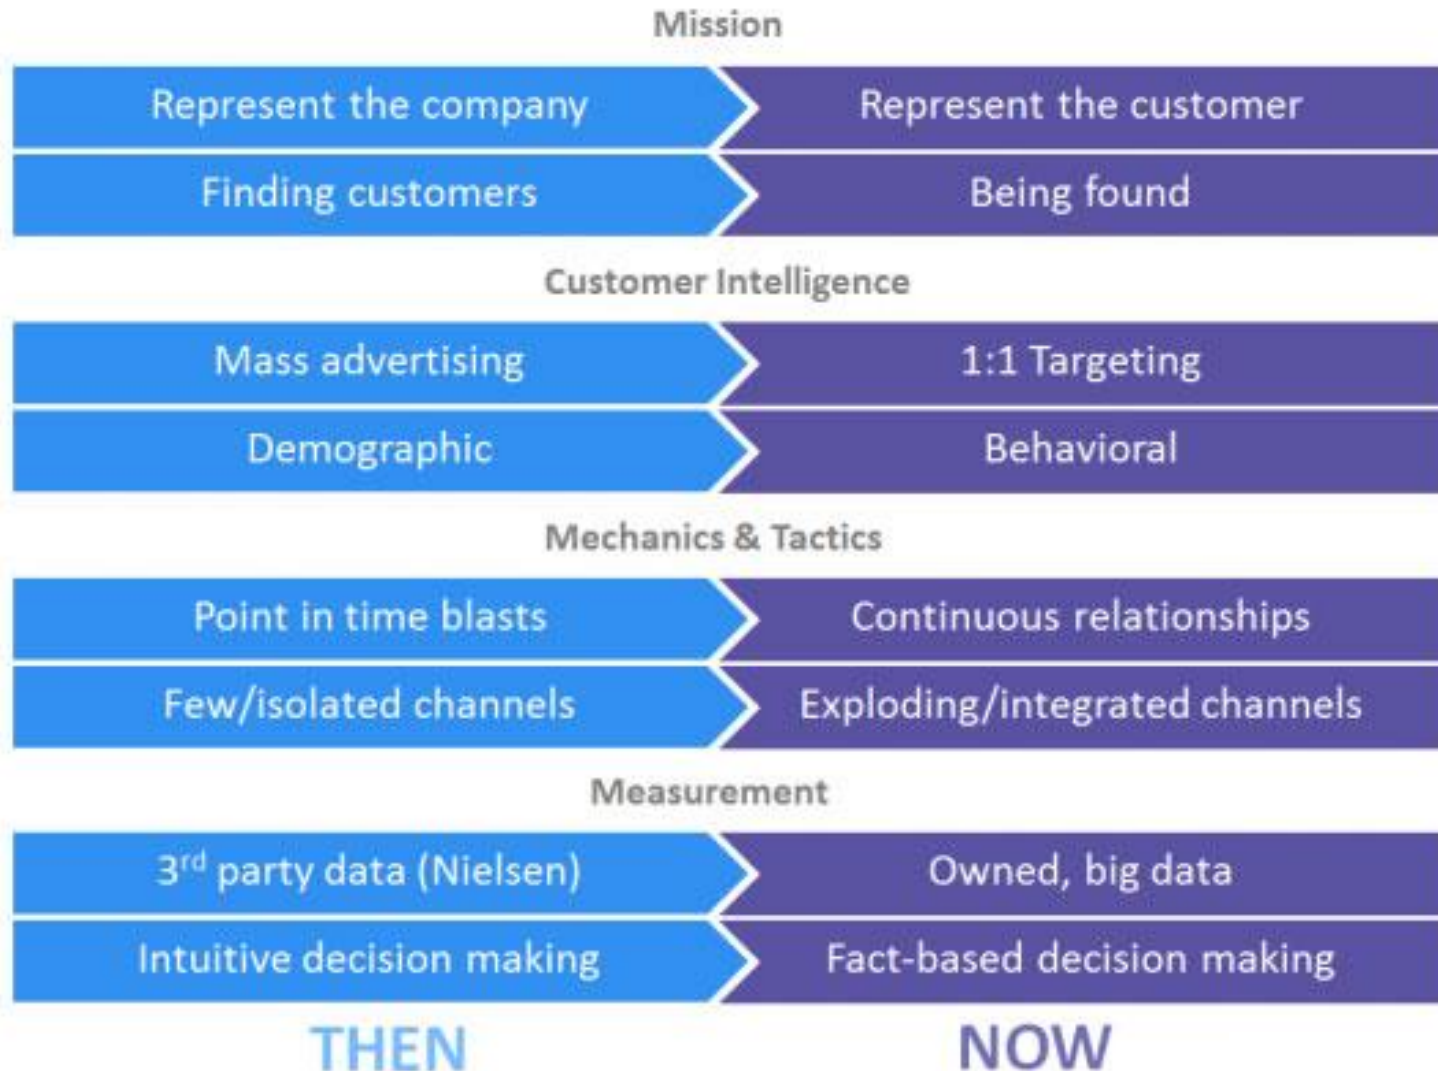 Mission
Represent the company
Represent the customer
Finding customers
Being found
Customer Intelligence
Mass advertising
1:1 Targeting
Demographic
Behavioral
Mechanics & Tactics
Point in time blasts
Continuous relationships
Few/isolated channels
Exploding/integrated channels
Measurement
3rd party data (Nielsen)
Owned, big data
Intuitive decision making
Fact-based decision making
THEN
NOW